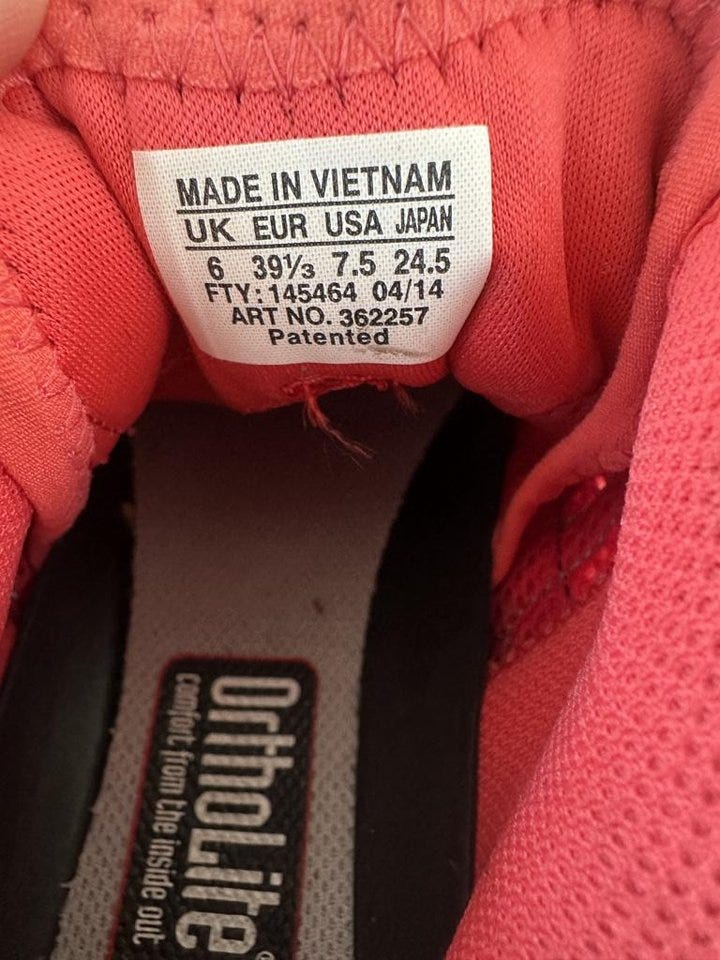 MADE IN VIETNAM
UK EUR USA JAPAN
6 39⅓ 7.5 24.5
FTY: 145464 04/14
ART NO. 362257
Patented
OrthoLite®
comfort from the inside out